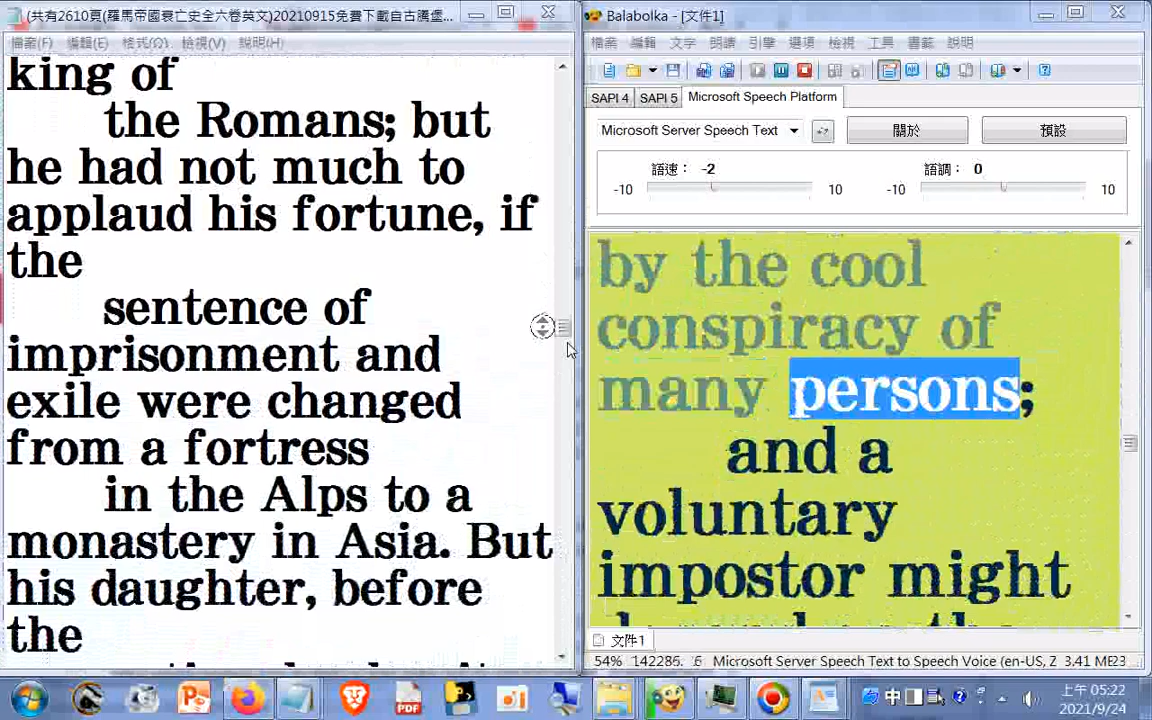 (共有2610頁(羅馬帝國衰亡史全六卷英文)20210915免費下載自古騰堡...
檔案(F) 編輯(E) 格式(O) 檢視(V) 說明(H)
king of
the Romans; but
he had not much to
applaud his fortune, if
the
sentence of
imprisonment and
exile were changed
from a fortress
in the Alps to a
monastery in Asia. But
his daughter, before
the
Balabolka - [文件1]
檔案 編輯 文字 朗讀 引擎 選項 檢視 工具 書籤 說明
SAPI 4 SAPI 5 Microsoft Speech Platform
Microsoft Server Speech Text 關於 預設
語速： -2 語調： 0
-10 10 -10 10
by the cool
conspiracy of
many persons;
and a
voluntary
impostor might
文件1
54% Microsoft Server Speech Text to Speech Voice (en-US, Z
中
上午 05:22
2021/9/24